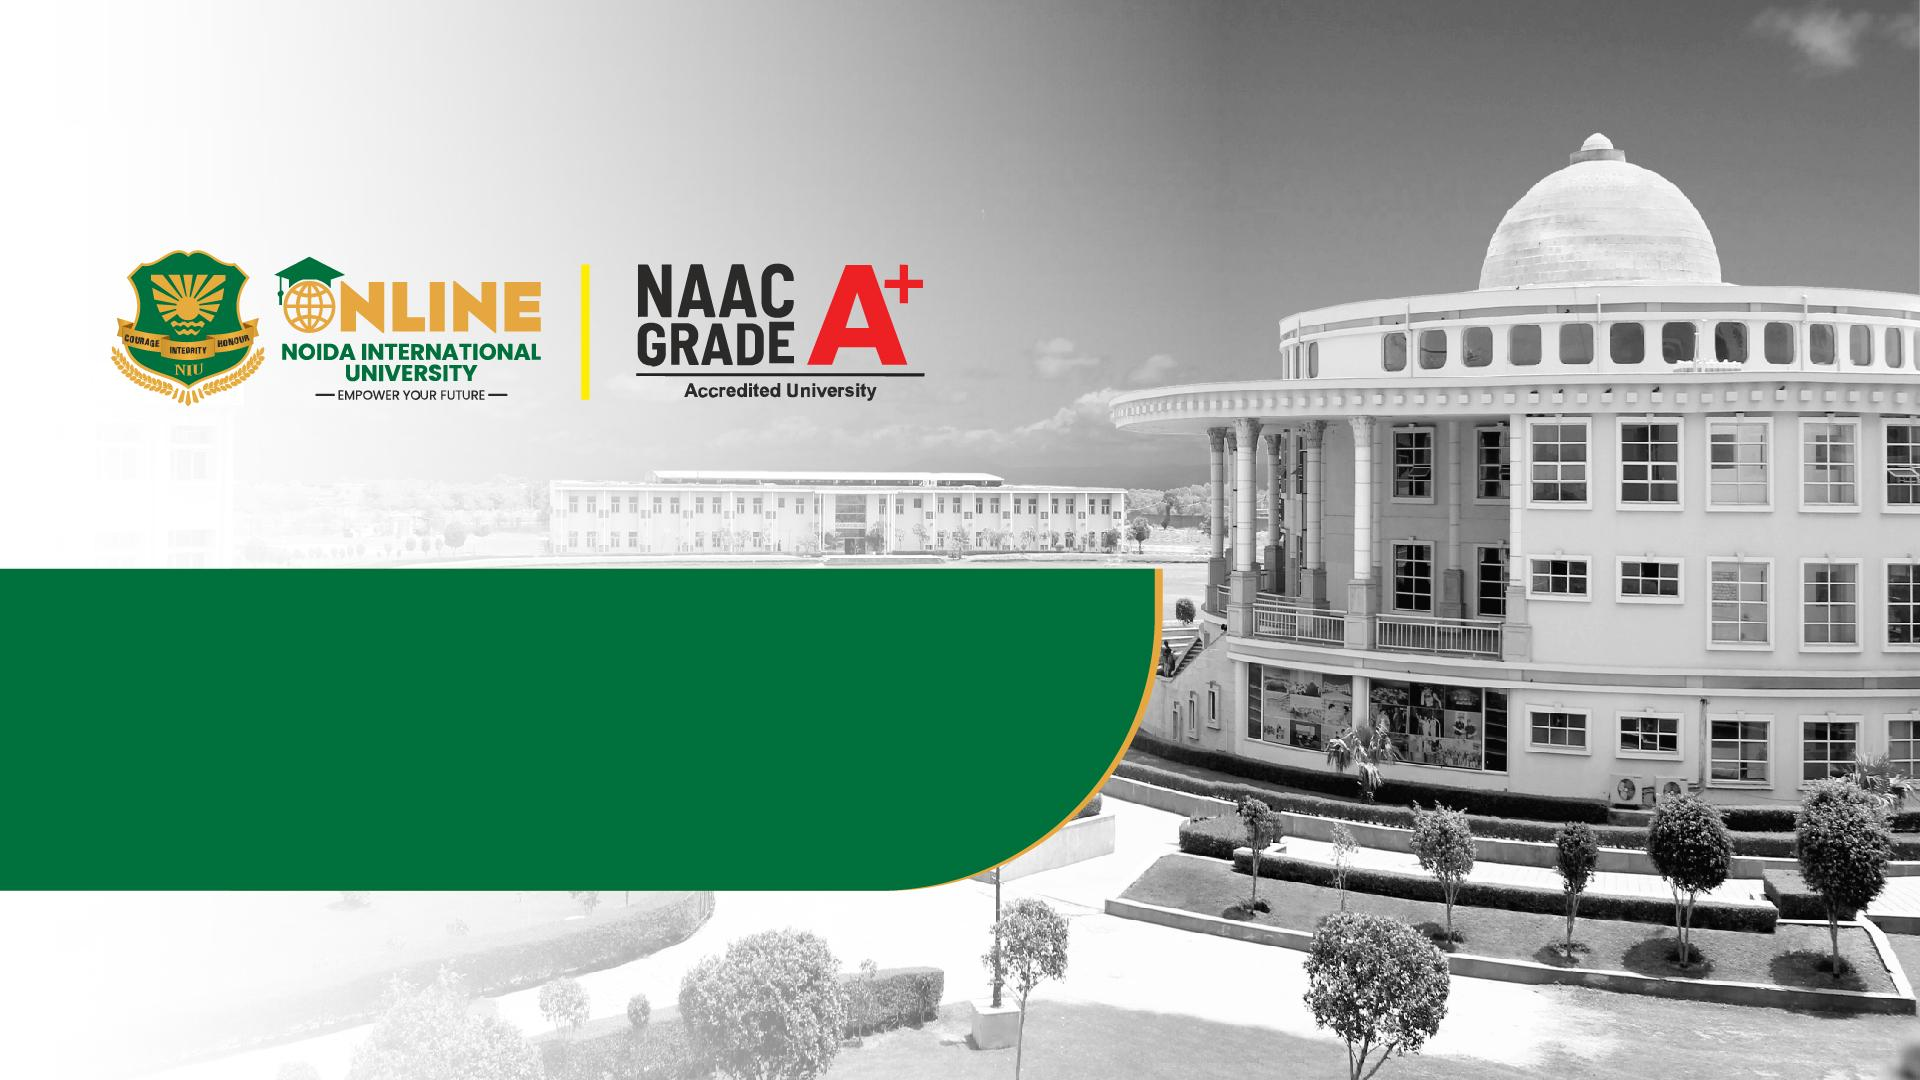 COURAGE INTEGRITY HONOUR
NIU
ONLINE
NOIDA INTERNATIONAL
UNIVERSITY
EMPOWER YOUR FUTURE
NAAC
GRADE
A+
Accredited University